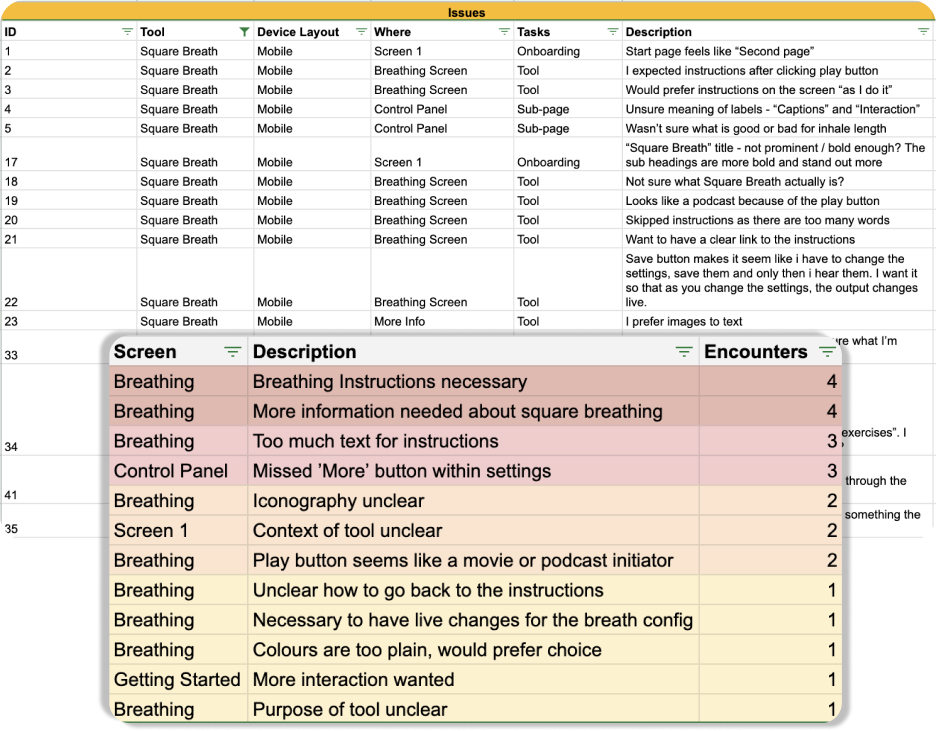 Issues
ID Tool Device Layout Where Tasks Description
1 Square Breath Mobile Screen 1 Onboarding Start page feels like “Second page”
2 Square Breath Mobile Breathing Screen Tool I expected instructions after clicking play button
3 Square Breath Mobile Breathing Screen Tool Would prefer instructions on the screen “as I do it”
4 Square Breath Mobile Control Panel Sub-page Unsure meaning of labels - “Captions” and “Interaction”
5 Square Breath Mobile Control Panel Sub-page Wasn’t sure what is good or bad for inhale length
“Square Breath” title - not prominent / bold enough? The
17 Square Breath Mobile Screen 1 Onboarding sub headings are more bold and stand out more
18 Square Breath Mobile Breathing Screen Tool Not sure what Square Breath actually is?
19 Square Breath Mobile Breathing Screen Tool Looks like a podcast because of the play button
20 Square Breath Mobile Breathing Screen Tool Skipped instructions as there are too many words
21 Square Breath Mobile Breathing Screen Tool Want to have a clear link to the instructions
Save button makes it seem like i have to change the
settings, save them and only then i hear them. I want it
so that as you change the settings, the output changes
22 Square Breath Mobile Breathing Screen Tool live.
23 Square Breath Mobile More Info Tool I prefer images to text
what I’m
33
exercises”. I
34
through the
41
something the
35
Screen Description Encounters
Breathing Breathing Instructions necessary 4
Breathing More information needed about square breathing 4
Breathing Too much text for instructions 3
Control Panel Missed ’More’ button within settings 3
Breathing Iconography unclear 2
Screen 1 Context of tool unclear 2
Breathing Play button seems like a movie or podcast initiator 2
Breathing Unclear how to go back to the instructions 1
Breathing Necessary to have live changes for the breath config 1
Breathing Colours are too plain, would prefer choice 1
Getting Started More interaction wanted 1
Breathing Purpose of tool unclear 1